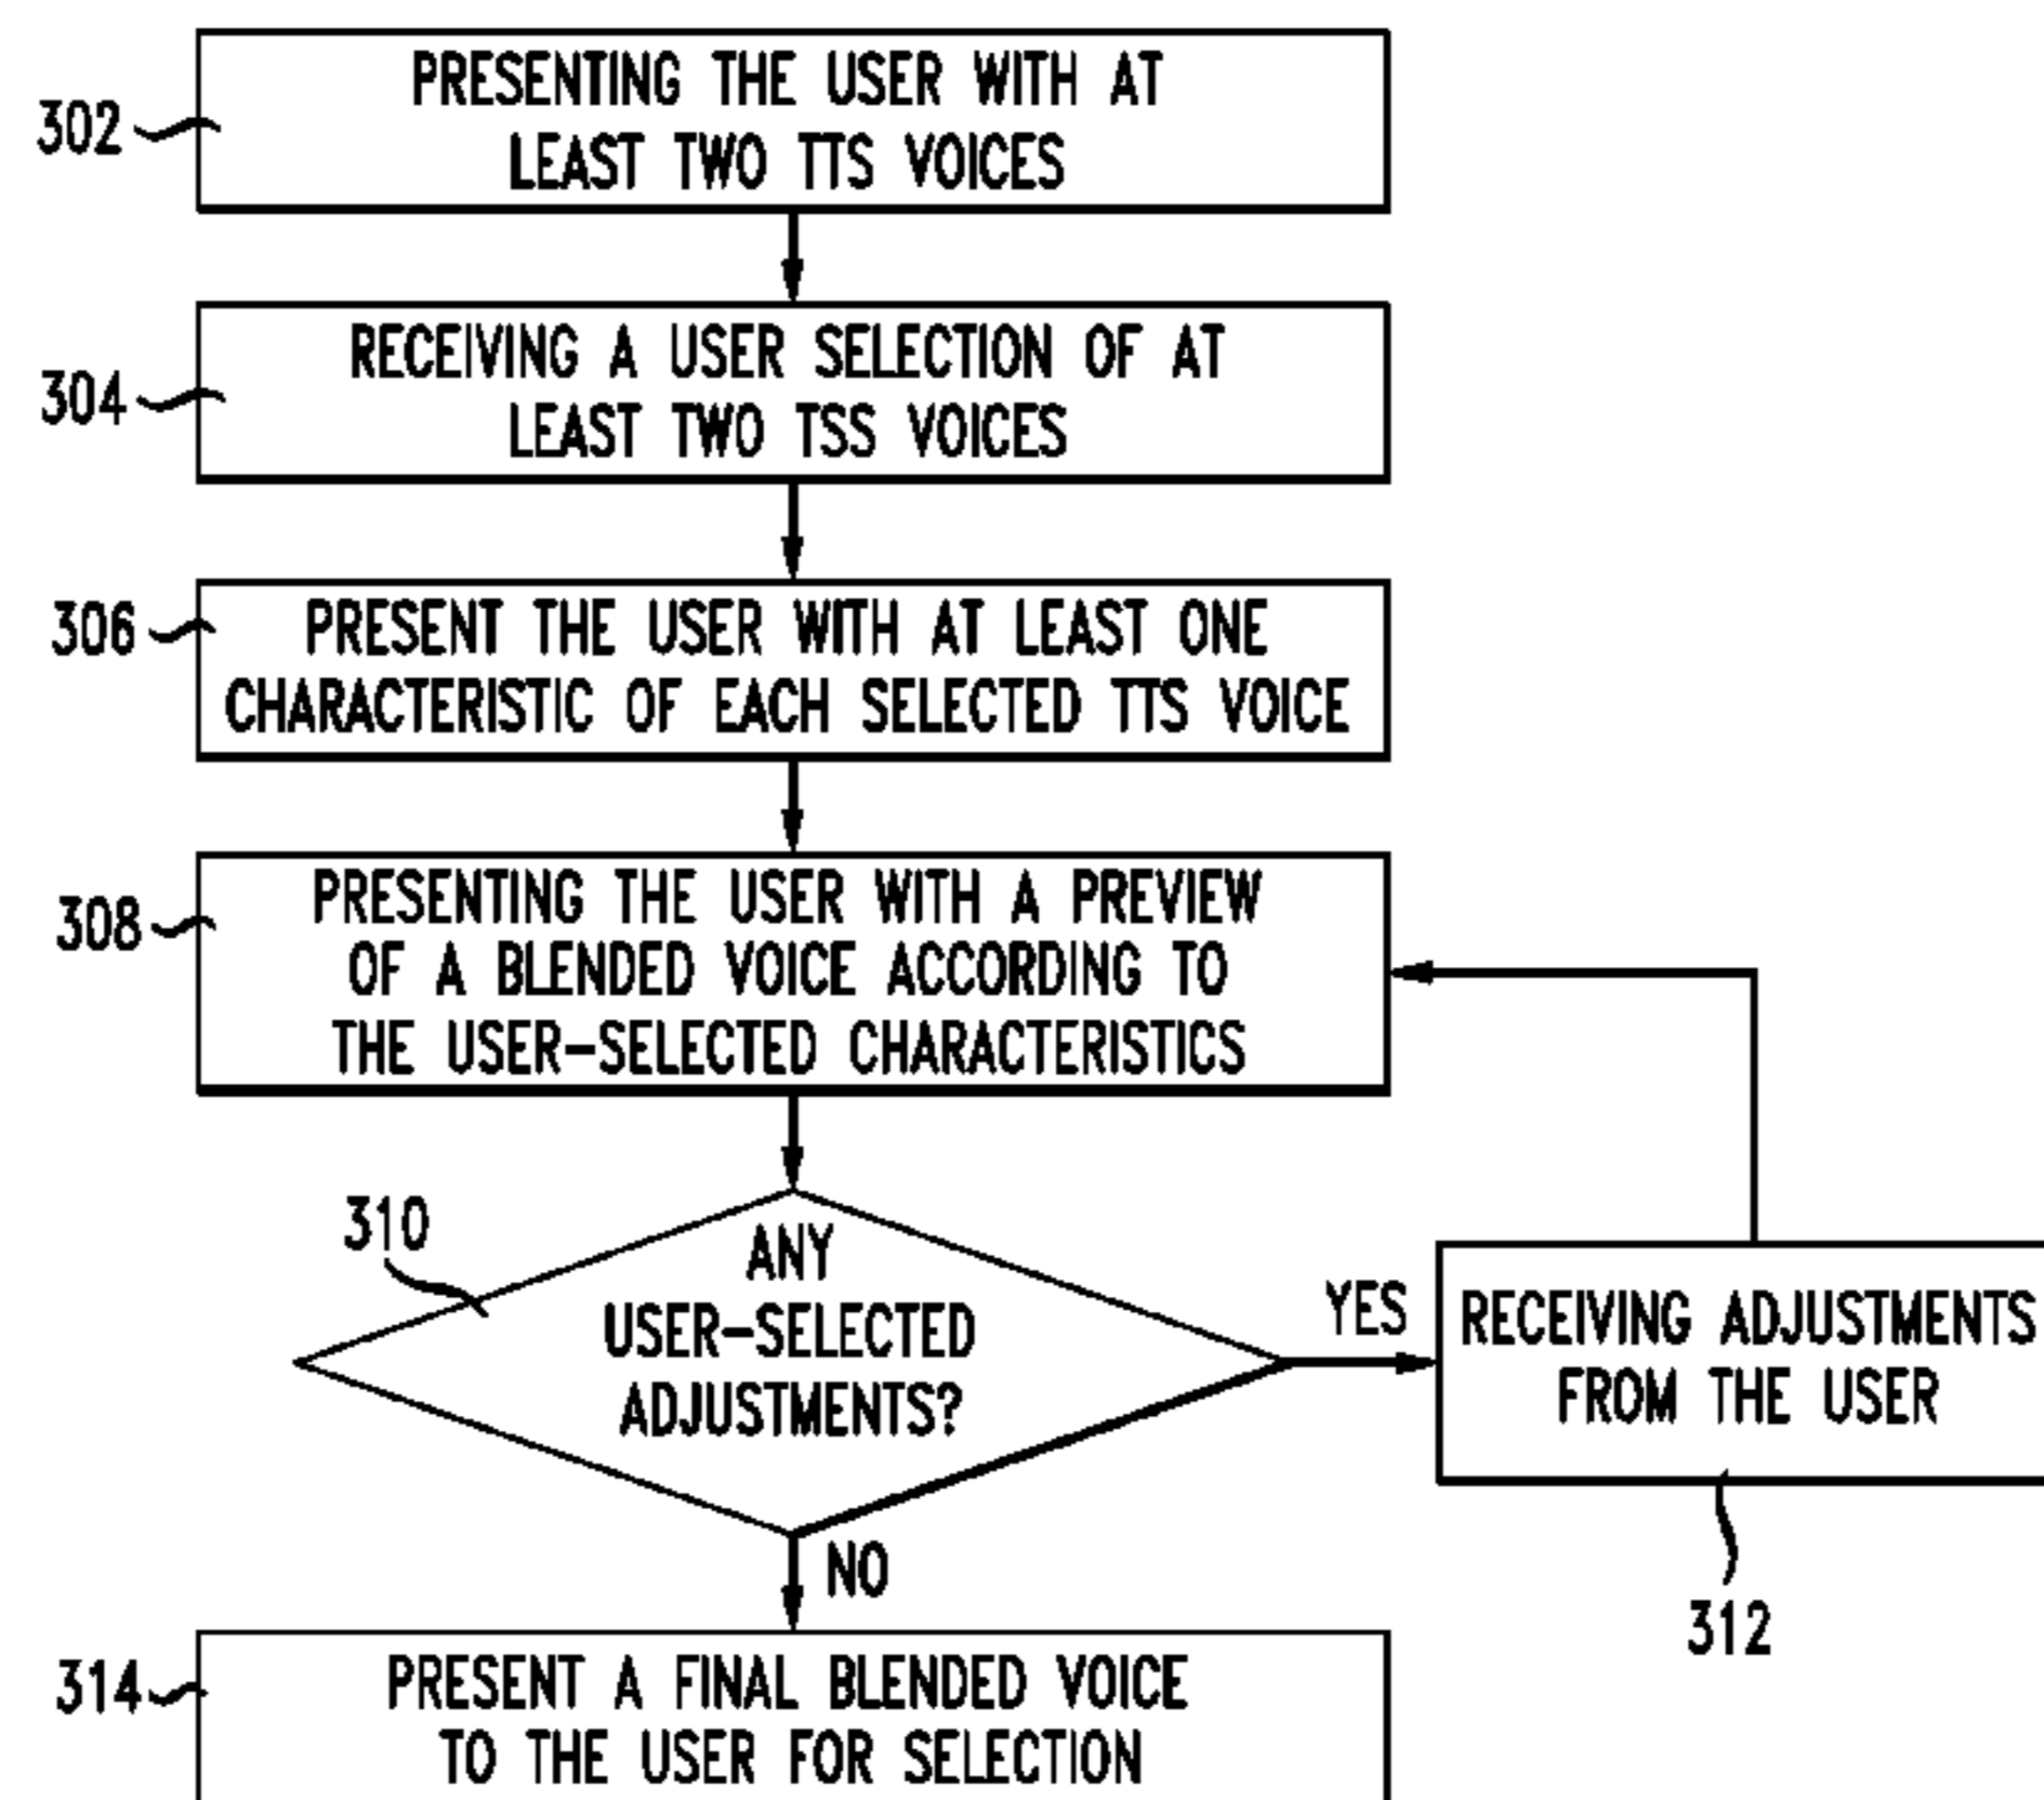 302
PRESENTING THE USER WITH AT
LEAST TWO TTS VOICES
304
RECEIVING A USER SELECTION OF AT
LEAST TWO TSS VOICES
306
PRESENT THE USER WITH AT LEAST ONE
CHARACTERISTIC OF EACH SELECTED TTS VOICE
308
PRESENTING THE USER WITH A PREVIEW
OF A BLENDED VOICE ACCORDING TO
THE USER-SELECTED CHARACTERISTICS
310
ANY
USER-SELECTED
ADJUSTMENTS?
YES
RECEIVING ADJUSTMENTS
FROM THE USER
312
NO
314
PRESENT A FINAL BLENDED VOICE
TO THE USER FOR SELECTION